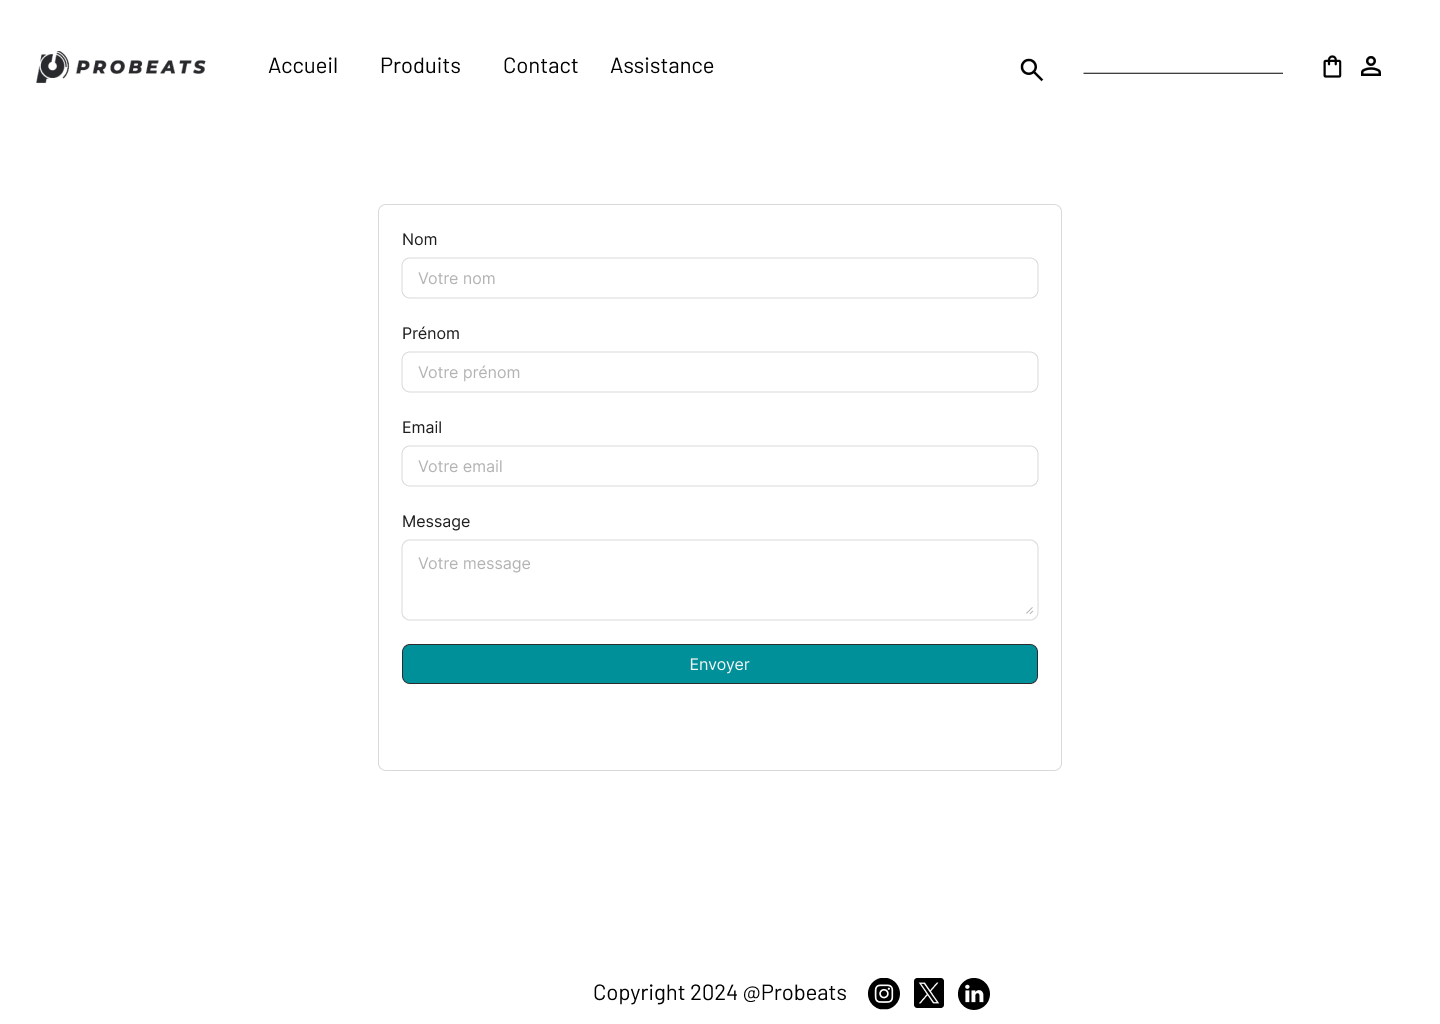 PROBEATS Accueil Produits Contact Assistance
Nom
Votre nom
Prénom
Votre prénom
Email
Votre email
Message
Votre message
Envoyer
Copyright 2024 @Probeats